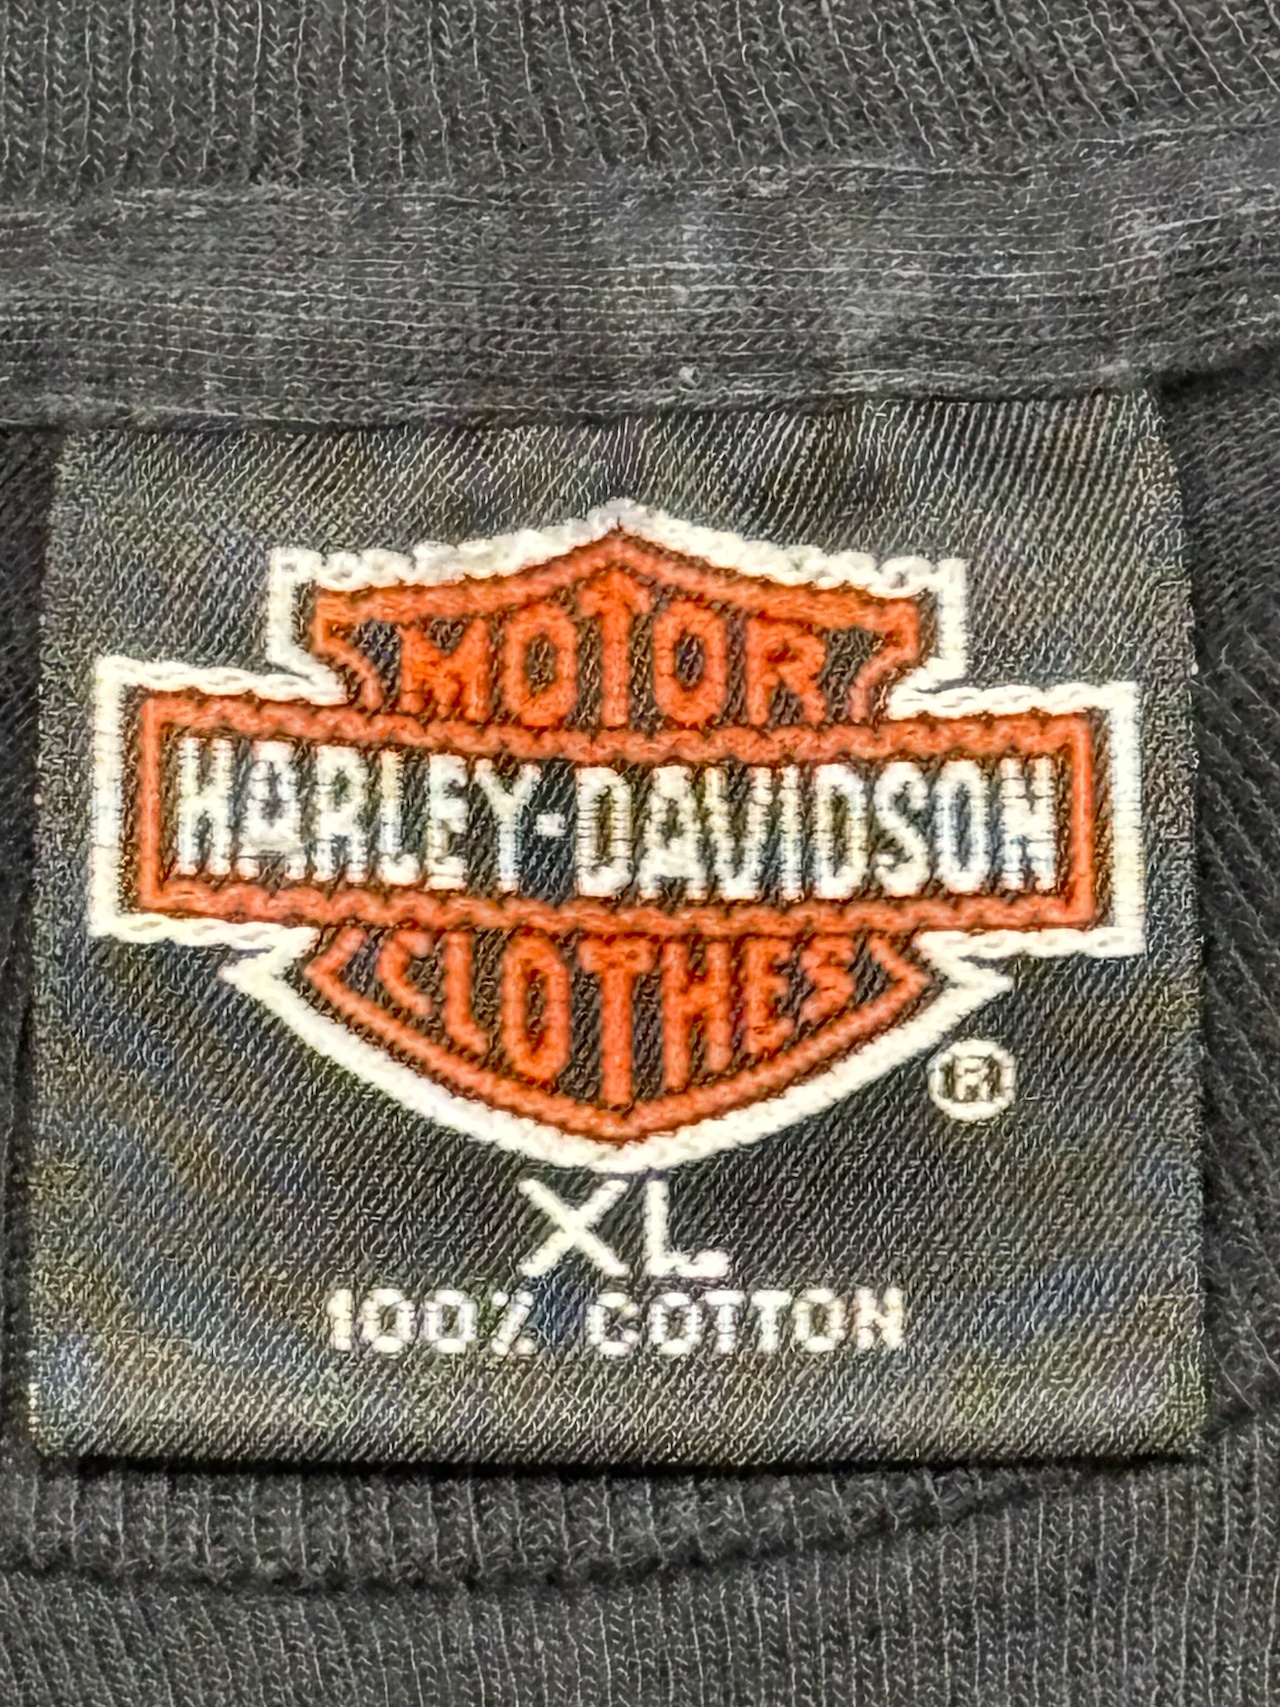 MOTOR
HARLEY-DAVIDSON
CLOTHES
®
XL
100% COTTON